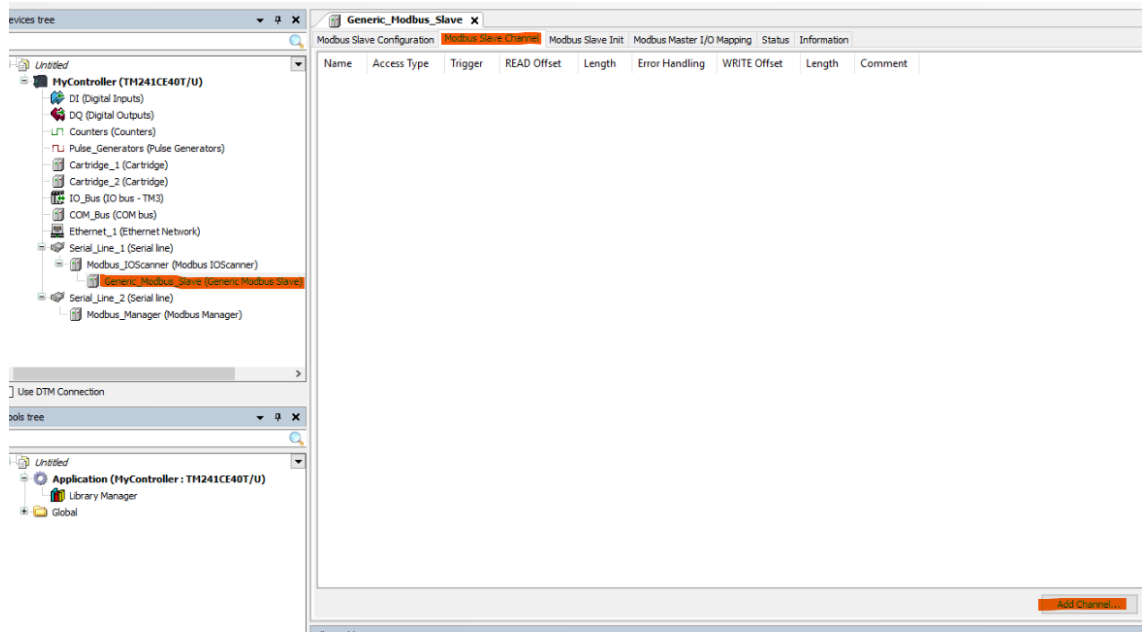 evices tree
Untitled
MyController (TM241CE40T/U)
DI (Digital Inputs)
DQ (Digital Outputs)
Counters (Counters)
Pulse_Generators (Pulse Generators)
Cartridge_1 (Cartridge)
Cartridge_2 (Cartridge)
IO_Bus (IO bus - TM3)
COM_Bus (COM bus)
Ethernet_1 (Ethernet Network)
Serial_Line_1 (Serial line)
Modbus_IOScanner (Modbus IOScanner)
Generic_Modbus_Slave (Generic Modbus Slave)
Serial_Line_2 (Serial line)
Modbus_Manager (Modbus Manager)
Use DTM Connection
ools tree
Untitled
Application (MyController : TM241CE40T/U)
Library Manager
Global
Generic_Modbus_Slave
Modbus Slave Configuration Modbus Slave Channel Modbus Slave Init Modbus Master I/O Mapping Status Information
Name Access Type Trigger READ Offset Length Error Handling WRITE Offset Length Comment
Add Channel...